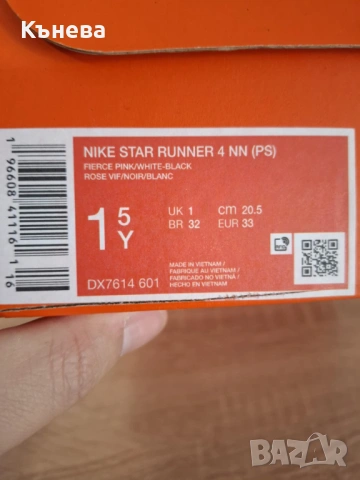 Кънева
NIKE STAR RUNNER 4 NN (PS)
FIERCE PINK/WHITE-BLACK
ROSE VIF/NOIR/BLANC
1 5 Y
UK 1 cm 20.5
BR 32 EUR 33
DX7614 601
MADE IN VIETNAM /
FABRIQUE AU VIETNAM /
FABRICADO NO VIETNÃ /
HECHO EN VIETNAM
1 96608 41116 1 16
BAZAR